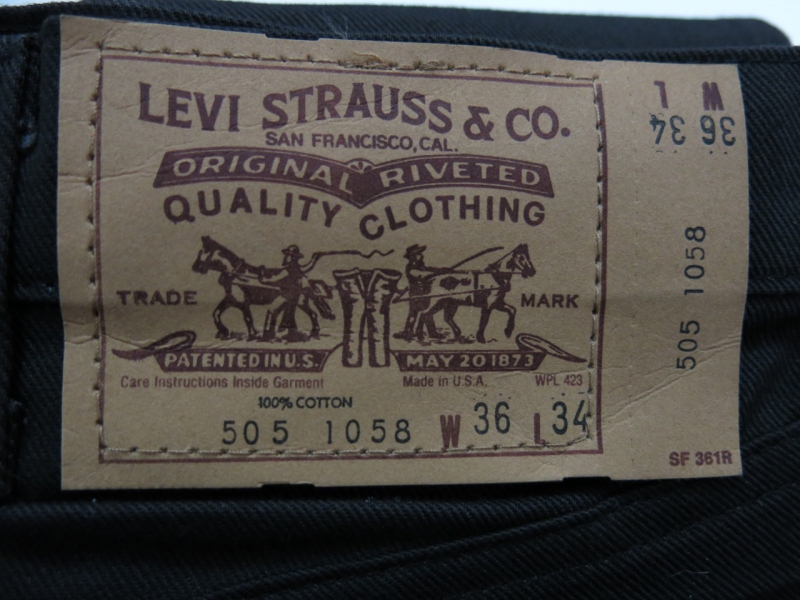 LEVI STRAUSS & CO.
SAN FRANCISCO, CAL.
ORIGINAL RIVETED
QUALITY CLOTHING
TRADE MARK
PATENTED IN U.S. MAY 20 1873
Care Instructions Inside Garment Made in U.S.A. WPL 423
100% COTTON
505 1058 W 36 L 34
W L
36 34
505 1058
SF 361R